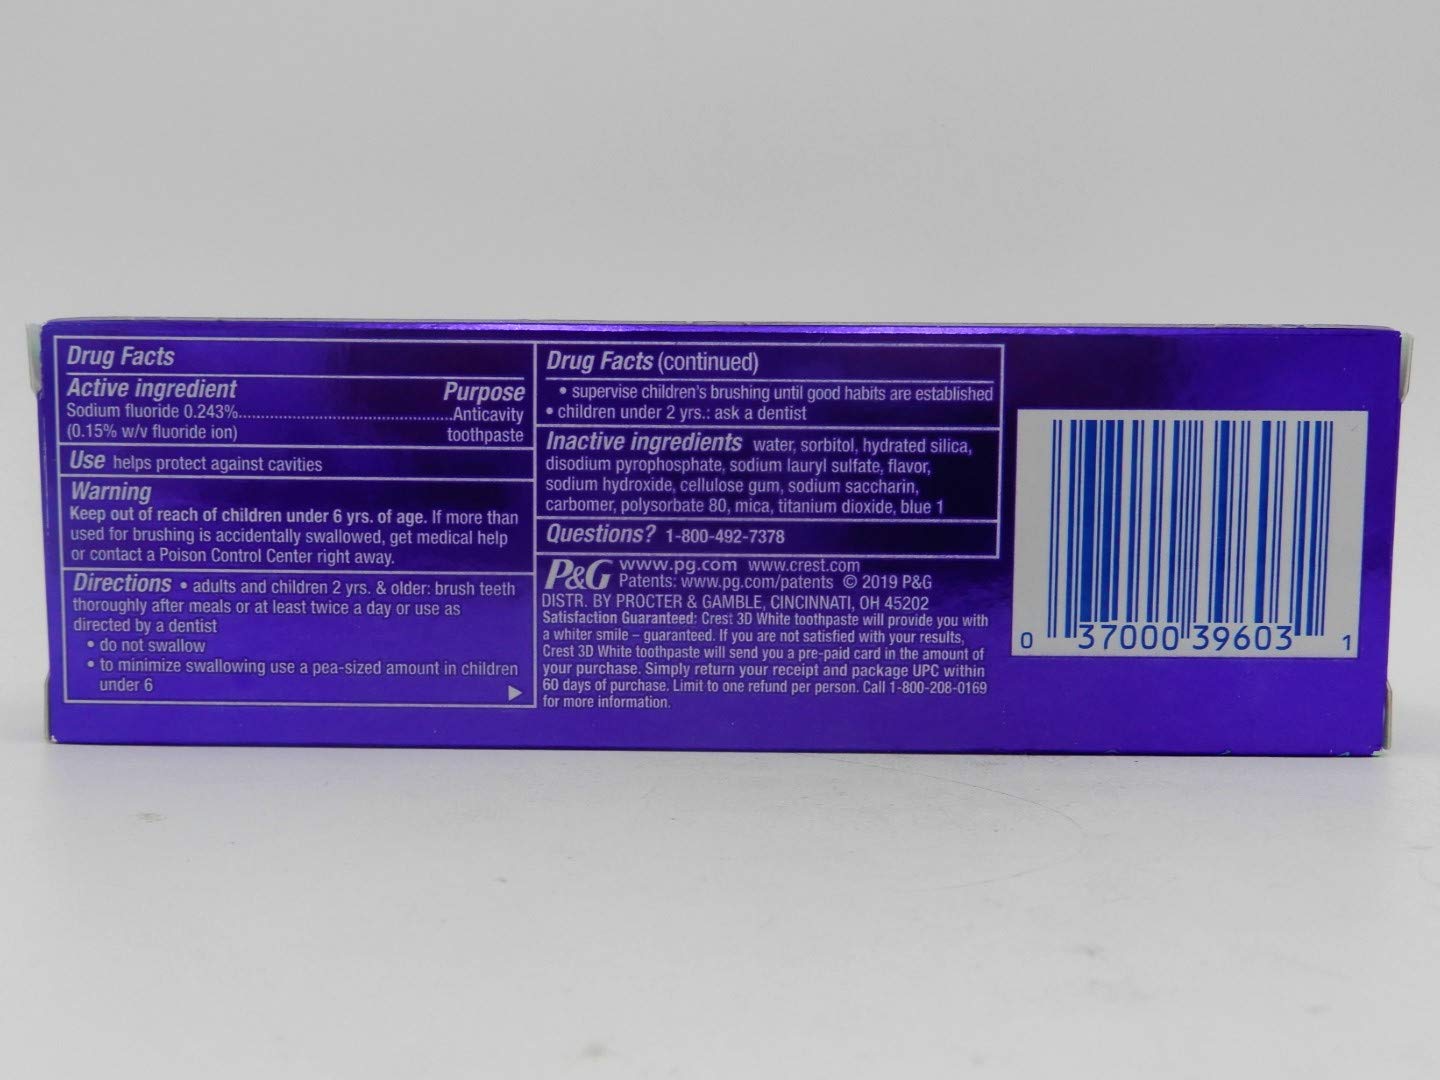 Drug Facts
Active ingredient Purpose
Sodium fluoride 0.243%..........................................Anticavity
(0.15% w/v fluoride ion) toothpaste
Use helps protect against cavities
Warning
Keep out of reach of children under 6 yrs. of age. If more than
used for brushing is accidentally swallowed, get medical help
or contact a Poison Control Center right away.
Directions • adults and children 2 yrs. & older: brush teeth
thoroughly after meals or at least twice a day or use as
directed by a dentist
• do not swallow
• to minimize swallowing use a pea-sized amount in children
under 6
Drug Facts (continued)
• supervise children's brushing until good habits are established
• children under 2 yrs.: ask a dentist
Inactive ingredients water, sorbitol, hydrated silica,
disodium pyrophosphate, sodium lauryl sulfate, flavor,
sodium hydroxide, cellulose gum, sodium saccharin,
carbomer, polysorbate 80, mica, titanium dioxide, blue 1
Questions? 1-800-492-7378
P&G www.pg.com www.crest.com
Patents: www.pg.com/patents © 2019 P&G
DISTR. BY PROCTER & GAMBLE, CINCINNATI, OH 45202
Satisfaction Guaranteed: Crest 3D White toothpaste will provide you with
a whiter smile – guaranteed. If you are not satisfied with your results,
Crest 3D White toothpaste will send you a pre-paid card in the amount of
your purchase. Simply return your receipt and package UPC within
60 days of purchase. Limit to one refund per person. Call 1-800-208-0169
for more information.
0 37000 39603 1